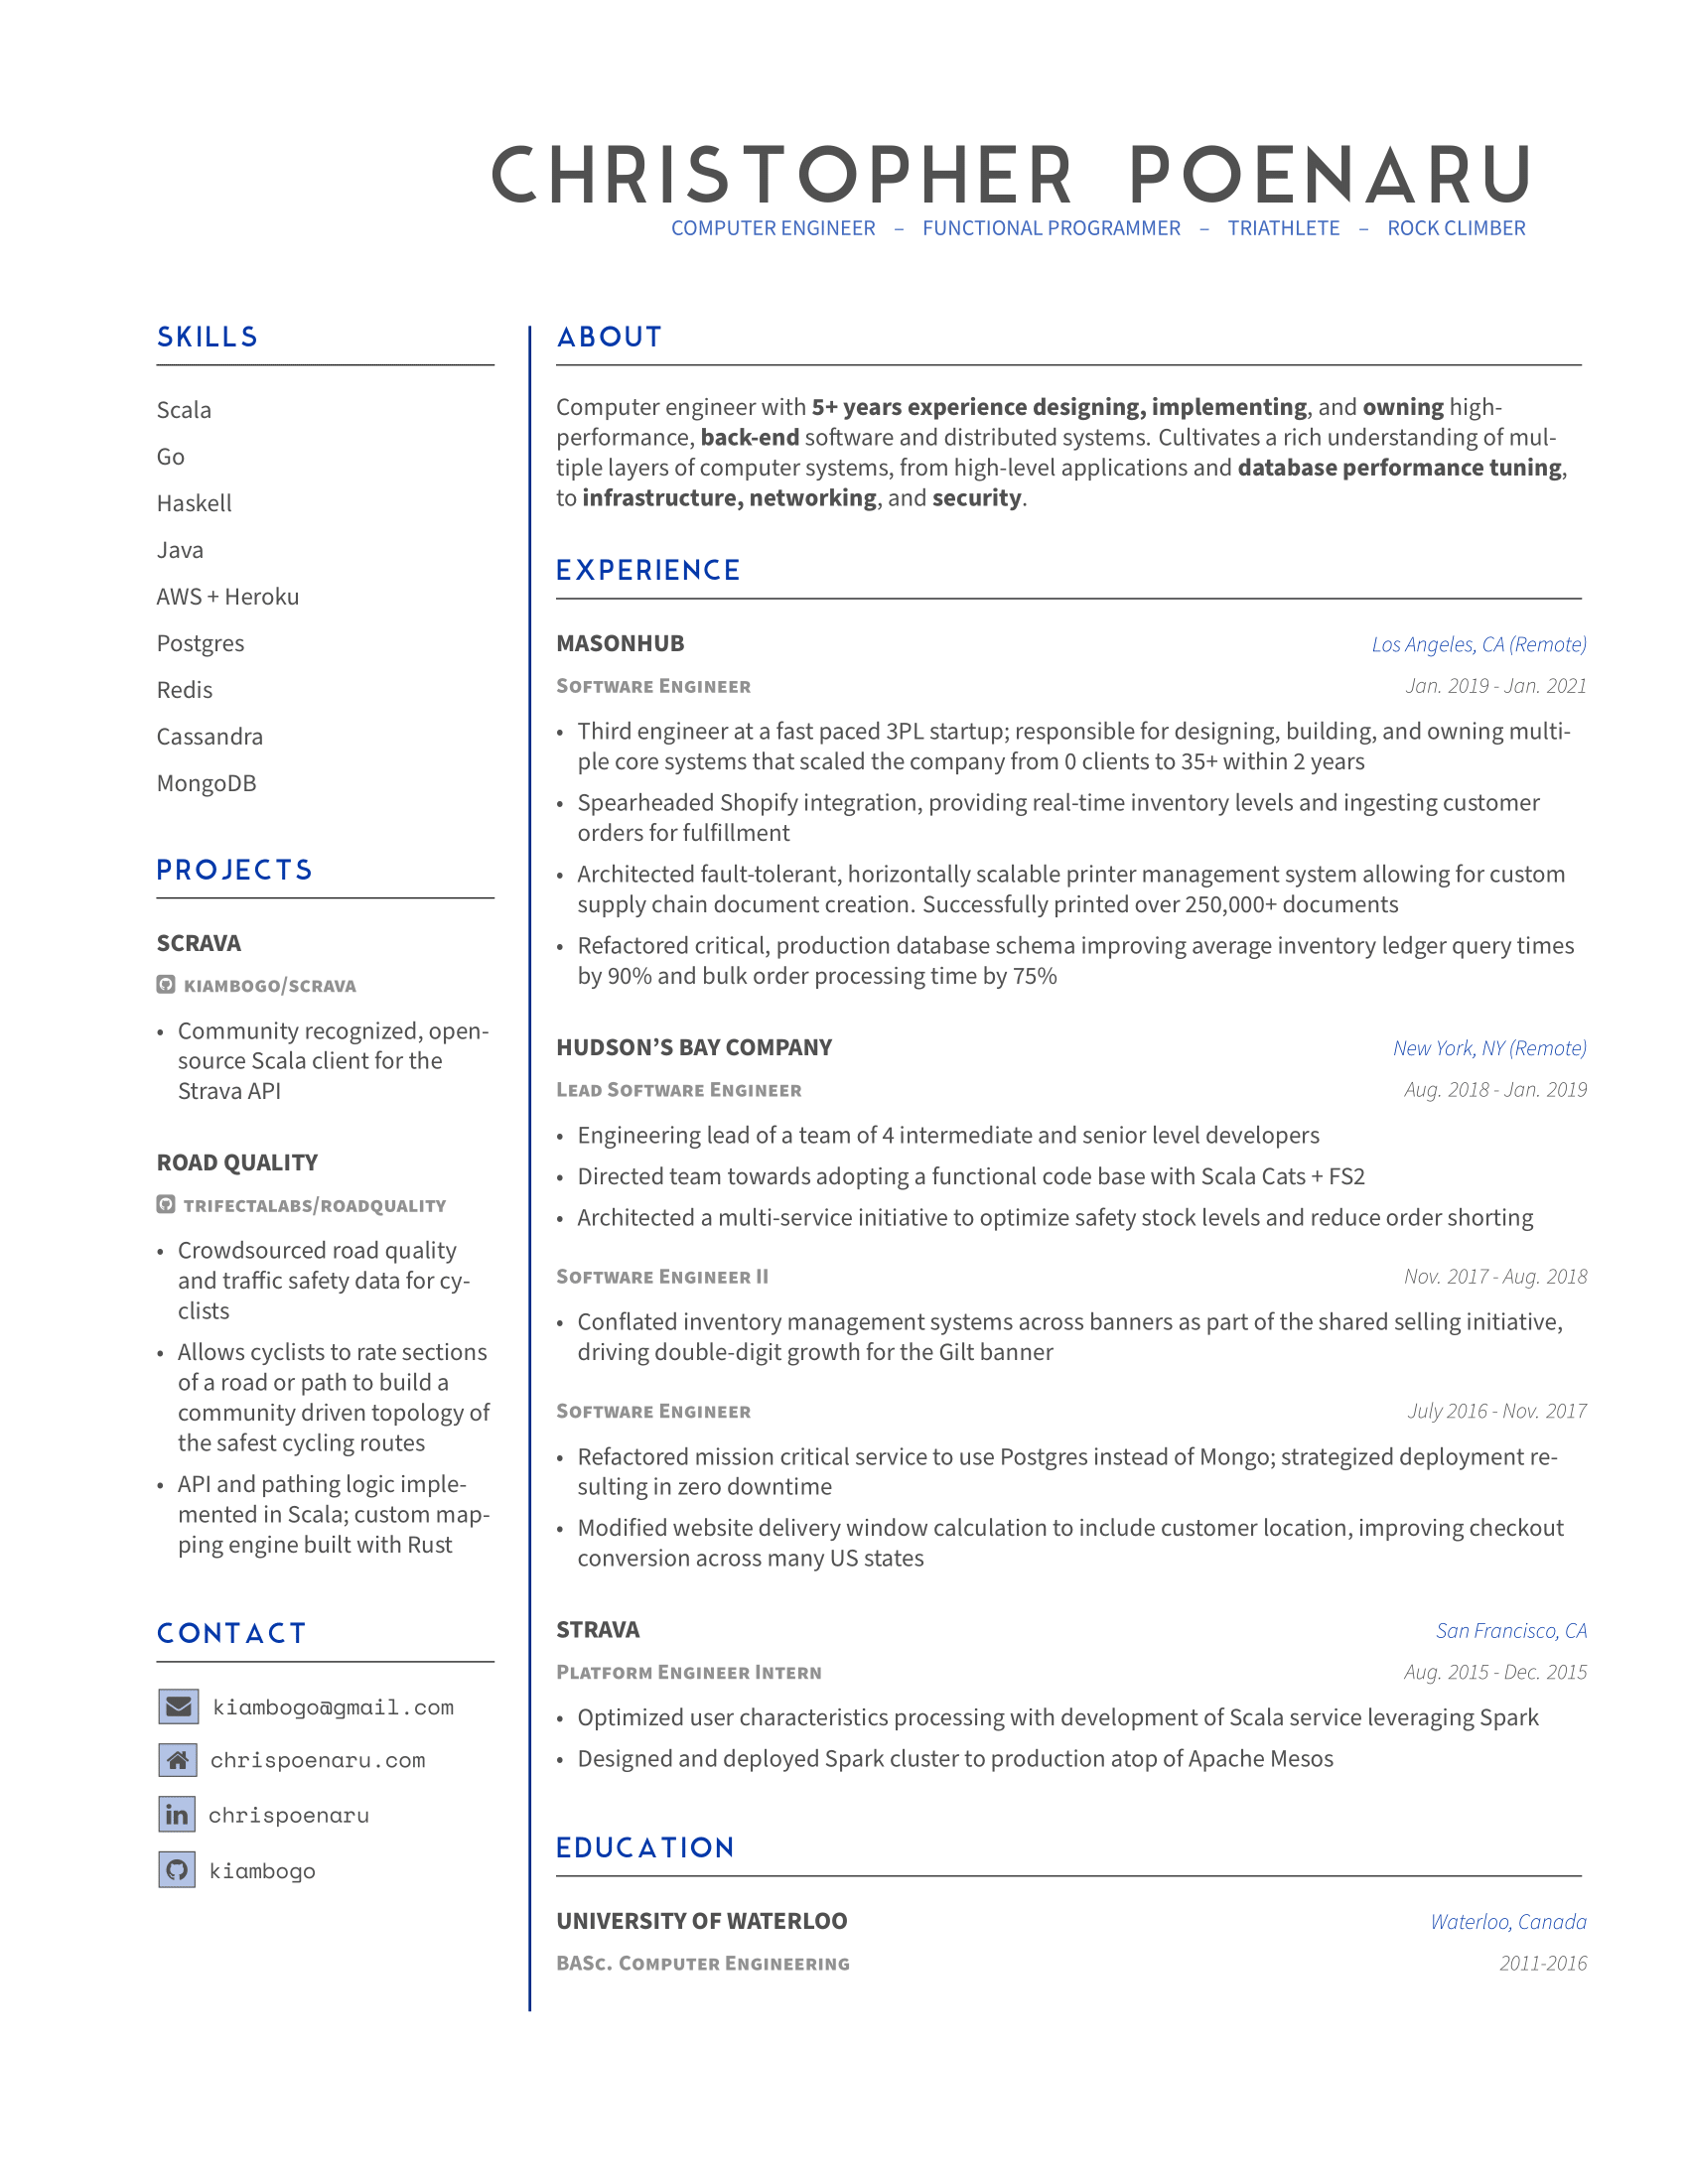 CHRISTOPHER POENARU
COMPUTER ENGINEER – FUNCTIONAL PROGRAMMER – TRIATHLETE – ROCK CLIMBER
SKILLS
Scala
Go
Haskell
Java
AWS + Heroku
Postgres
Redis
Cassandra
MongoDB
PROJECTS
SCRAVA
KIAMBOGO/SCRAVA
• Community recognized, open-
source Scala client for the
Strava API
ROAD QUALITY
TRIFECTALABS/ROADQUALITY
• Crowdsourced road quality
and traffic safety data for cy-
clists
• Allows cyclists to rate sections
of a road or path to build a
community driven topology of
the safest cycling routes
• API and pathing logic imple-
mented in Scala; custom map-
ping engine built with Rust
CONTACT
kiambogo@gmail.com
chrispoenaru.com
in chrispoenaru
kiambogo
ABOUT
Computer engineer with 5+ years experience designing, implementing, and owning high-
performance, back-end software and distributed systems. Cultivates a rich understanding of mul-
tiple layers of computer systems, from high-level applications and database performance tuning,
to infrastructure, networking, and security.
EXPERIENCE
MASONHUB Los Angeles, CA (Remote)
Software Engineer Jan. 2019 - Jan. 2021
• Third engineer at a fast paced 3PL startup; responsible for designing, building, and owning multi-
ple core systems that scaled the company from 0 clients to 35+ within 2 years
• Spearheaded Shopify integration, providing real-time inventory levels and ingesting customer
orders for fulfillment
• Architected fault-tolerant, horizontally scalable printer management system allowing for custom
supply chain document creation. Successfully printed over 250,000+ documents
• Refactored critical, production database schema improving average inventory ledger query times
by 90% and bulk order processing time by 75%
HUDSON'S BAY COMPANY New York, NY (Remote)
Lead Software Engineer Aug. 2018 - Jan. 2019
• Engineering lead of a team of 4 intermediate and senior level developers
• Directed team towards adopting a functional code base with Scala Cats + FS2
• Architected a multi-service initiative to optimize safety stock levels and reduce order shorting
Software Engineer II Nov. 2017 - Aug. 2018
• Conflated inventory management systems across banners as part of the shared selling initiative,
driving double-digit growth for the Gilt banner
Software Engineer July 2016 - Nov. 2017
• Refactored mission critical service to use Postgres instead of Mongo; strategized deployment re-
sulting in zero downtime
• Modified website delivery window calculation to include customer location, improving checkout
conversion across many US states
STRAVA San Francisco, CA
Platform Engineer Intern Aug. 2015 - Dec. 2015
• Optimized user characteristics processing with development of Scala service leveraging Spark
• Designed and deployed Spark cluster to production atop of Apache Mesos
EDUCATION
UNIVERSITY OF WATERLOO Waterloo, Canada
BASc. Computer Engineering 2011-2016